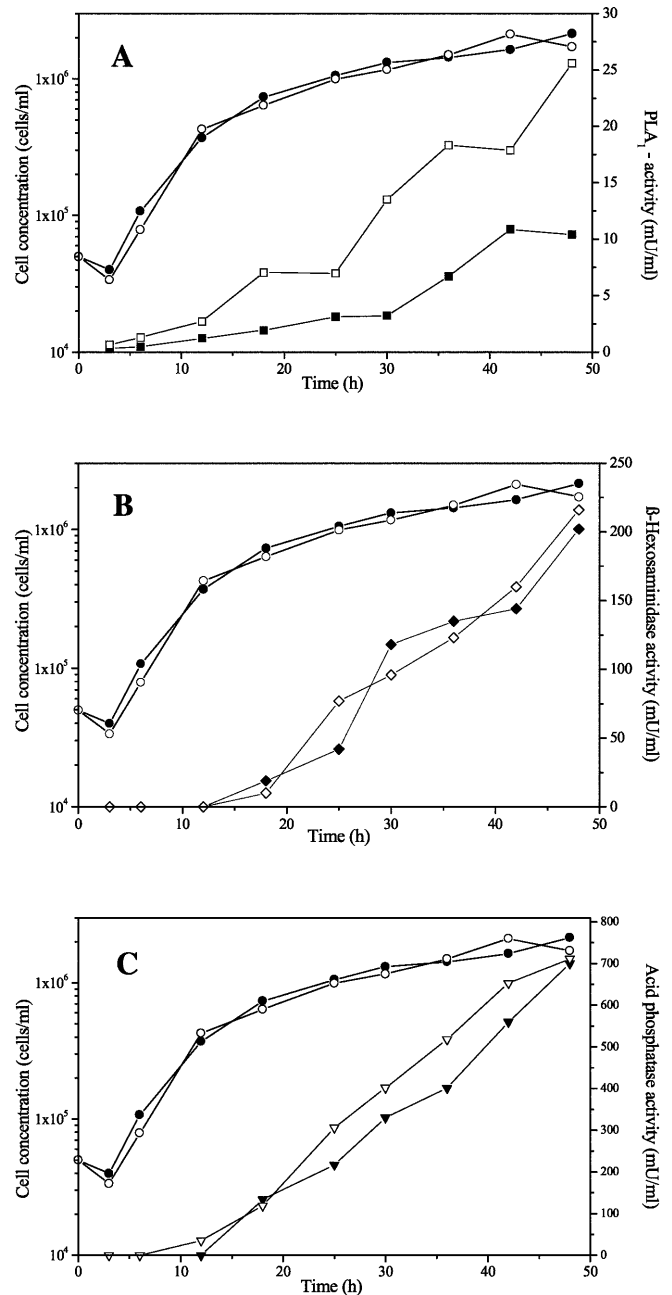 A
Cell concentration (cells/ml)
1x10⁶
1x10⁵
10⁴
30
25
20
15
10
5
0
PLA₁ - activity (mU/ml)
0 10 20 30 40 50
Time (h)
B
Cell concentration (cells/ml)
1x10⁶
1x10⁵
10⁴
250
200
150
100
50
0
β-Hexosaminidase activity (mU/ml)
0 10 20 30 40 50
Time (h)
C
Cell concentration (cells/ml)
1x10⁶
1x10⁵
10⁴
800
700
600
500
400
300
200
100
0
Acid phosphatase activity (mU/ml)
0 10 20 30 40 50
Time (h)